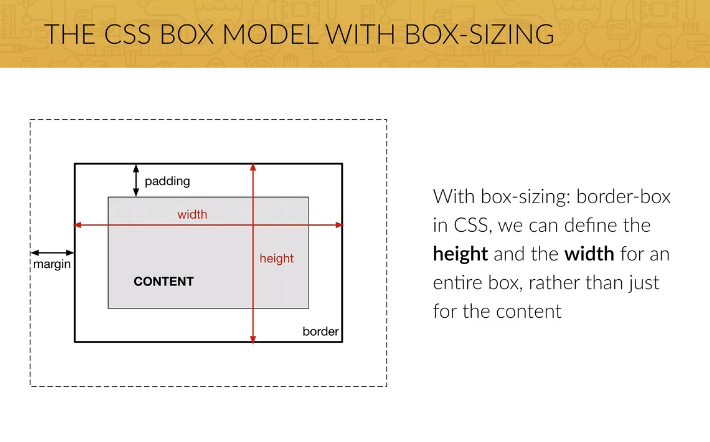 THE CSS BOX MODEL WITH BOX-SIZING
padding
width
margin
height
CONTENT
border
With box-sizing: border-box
in CSS, we can define the
height and the width for an
entire box, rather than just
for the content